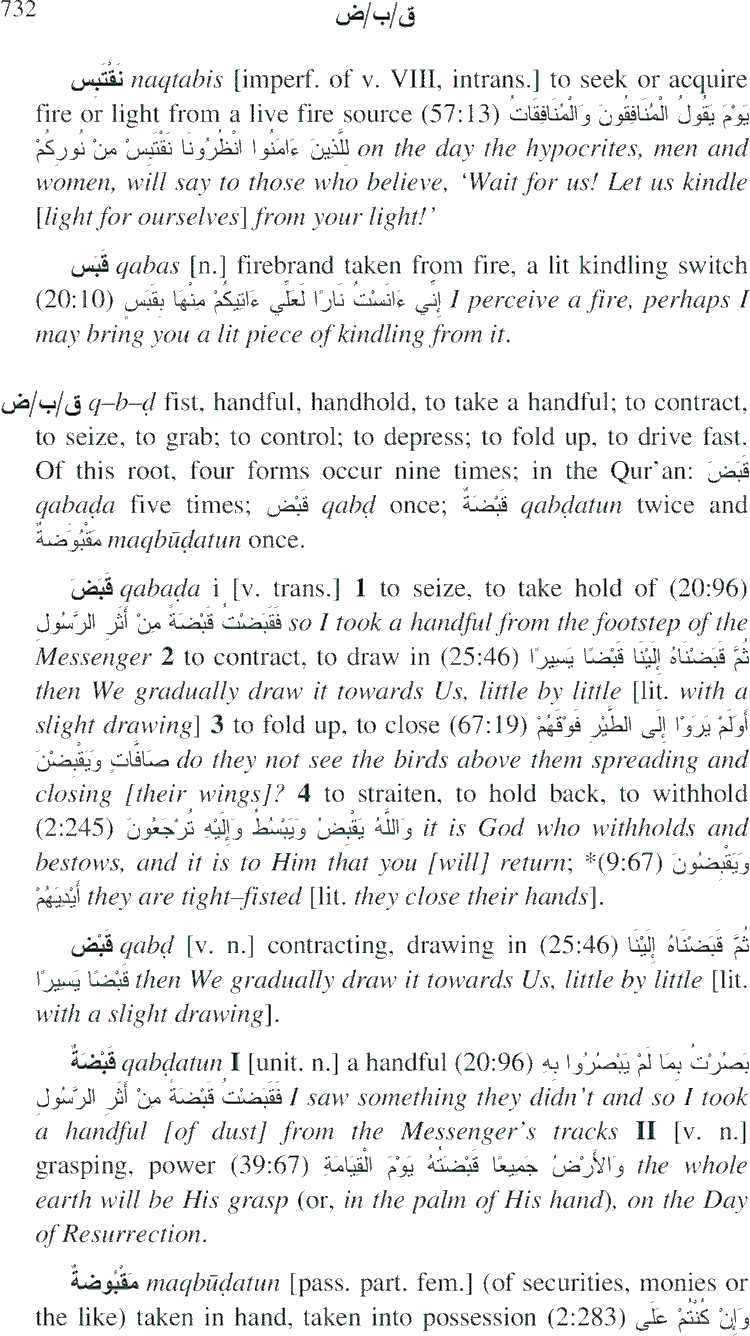 732 ق/ب/ض
نَقْتَبِس naqtabis [imperf. of v. VIII, intrans.] to seek or acquire
fire or light from a live fire source (57:13) يَوْمَ يَقُولُ الْمُنَافِقُونَ وَالْمُنَافِقَاتُ
لِلَّذِينَ ءَامَنُوا انْظُرُونَا نَقْتَبِسْ مِنْ نُورِكُمْ on the day the hypocrites, men and
women, will say to those who believe, ‘Wait for us! Let us kindle
[light for ourselves] from your light!’
قَبَس qabas [n.] firebrand taken from fire, a lit kindling switch
(20:10) إِنِّي ءَانَسْتُ نَارًا لَعَلِّي ءَاتِيكُمْ مِنْهَا بِقَبَسٍ I perceive a fire, perhaps I
may bring you a lit piece of kindling from it.
ق/ب/ض q–b–ḍ fist, handful, handhold, to take a handful; to contract,
to seize, to grab; to control; to depress; to fold up, to drive fast.
Of this root, four forms occur nine times; in the Qur’an: قَبَضَ
qabaḍa five times; قَبْض qabḍ once; قَبْضَةٌ qabḍatun twice and
مَقْبُوضَةٌ maqbūḍatun once.
قَبَضَ qabaḍa i [v. trans.] 1 to seize, to take hold of (20:96)
فَقَبَضْتُ قَبْضَةً مِنْ أَثَرِ الرَّسُولِ so I took a handful from the footstep of the
Messenger 2 to contract, to draw in (25:46) ثُمَّ قَبَضْنَاهُ إِلَيْنَا قَبْضًا يَسِيرًا
then We gradually draw it towards Us, little by little [lit. with a
slight drawing] 3 to fold up, to close (67:19) أَوَلَمْ يَرَوْا إِلَى الطَّيْرِ فَوْقَهُمْ
صَافَّاتٍ وَيَقْبِضْنَ do they not see the birds above them spreading and
closing [their wings]? 4 to straiten, to hold back, to withhold
(2:245) وَاللَّهُ يَقْبِضُ وَيَبْسُطُ وَإِلَيْهِ تُرْجَعُونَ it is God who withholds and
bestows, and it is to Him that you [will] return; *(9:67) وَيَقْبِضُونَ
أَيْدِيَهُمْ they are tight–fisted [lit. they close their hands].
قَبْض qabḍ [v. n.] contracting, drawing in (25:46) ثُمَّ قَبَضْنَاهُ إِلَيْنَا
قَبْضًا يَسِيرًا then We gradually draw it towards Us, little by little [lit.
with a slight drawing].
قَبْضَةٌ qabḍatun I [unit. n.] a handful (20:96) بَصُرْتُ بِمَا لَمْ يَبْصُرُوا بِهِ
فَقَبَضْتُ قَبْضَةً مِنْ أَثَرِ الرَّسُولِ I saw something they didn’t and so I took
a handful [of dust] from the Messenger’s tracks II [v. n.]
grasping, power (39:67) وَالأَرْضُ جَمِيعًا قَبْضَتُهُ يَوْمَ الْقِيَامَةِ the whole
earth will be His grasp (or, in the palm of His hand), on the Day
of Resurrection.
مَقْبُوضَةٌ maqbūḍatun [pass. part. fem.] (of securities, monies or
the like) taken in hand, taken into possession (2:283) وَإِنْ كُنْتُمْ عَلَى